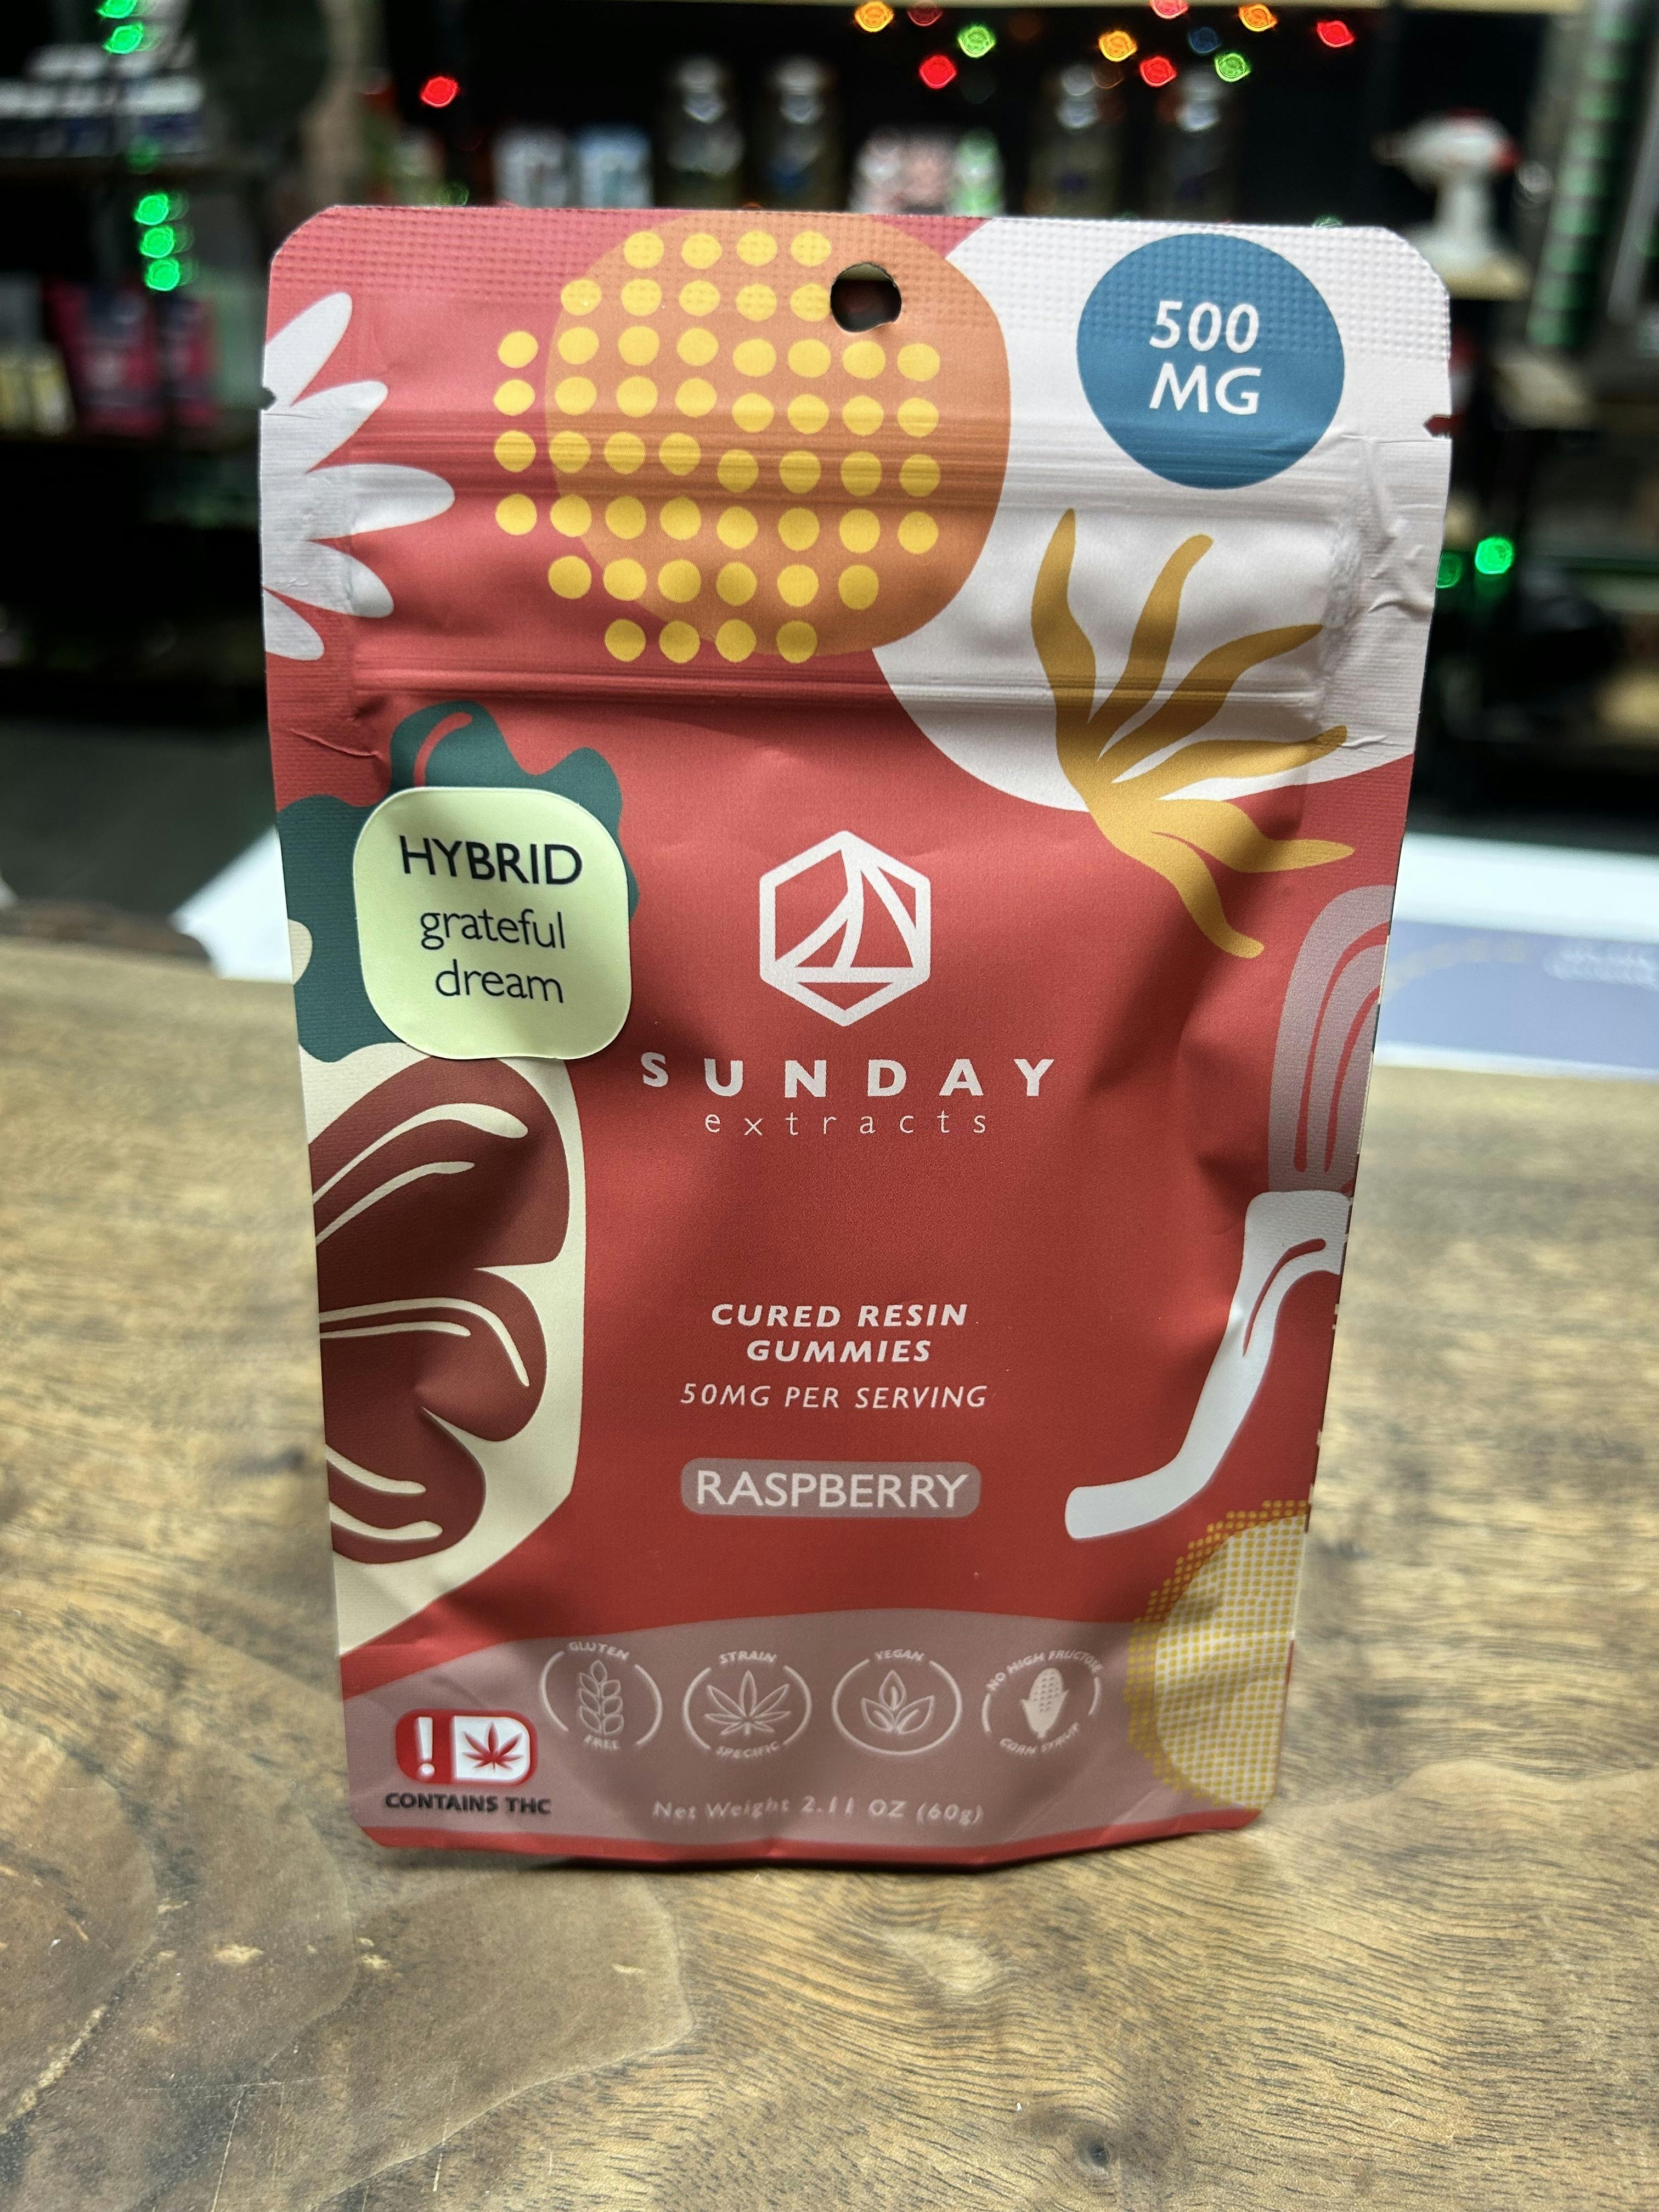 500
MG
HYBRID
grateful
dream
SUNDAY
extracts
CURED RESIN
GUMMIES
50MG PER SERVING
RASPBERRY
GLUTEN
FREE
STRAIN
SPECIFIC
VEGAN
NO HIGH FRUCTOSE
CORN SYRUP
!
CONTAINS THC
Net Weight 2.11 OZ (60g)